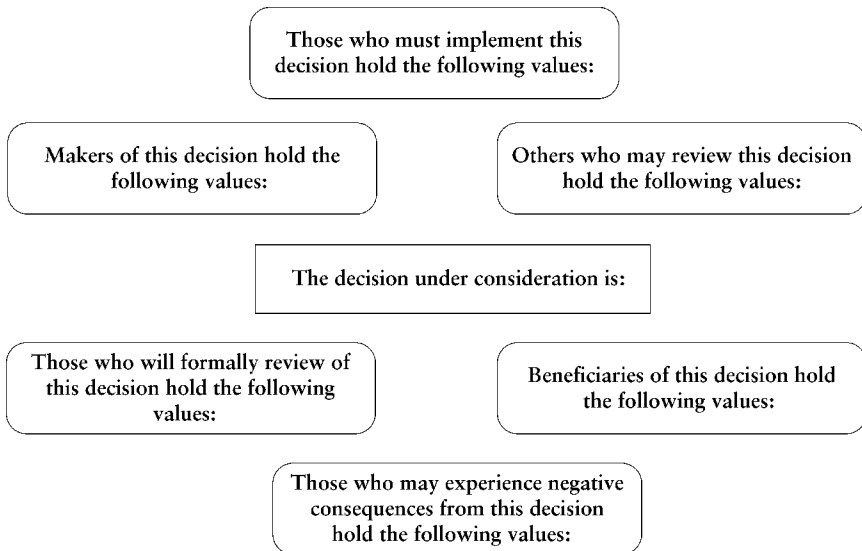 Those who must implement this
decision hold the following values:
Makers of this decision hold the
following values:
Others who may review this decision
hold the following values:
The decision under consideration is:
Those who will formally review of
this decision hold the following
values:
Beneficiaries of this decision hold
the following values:
Those who may experience negative
consequences from this decision
hold the following values: